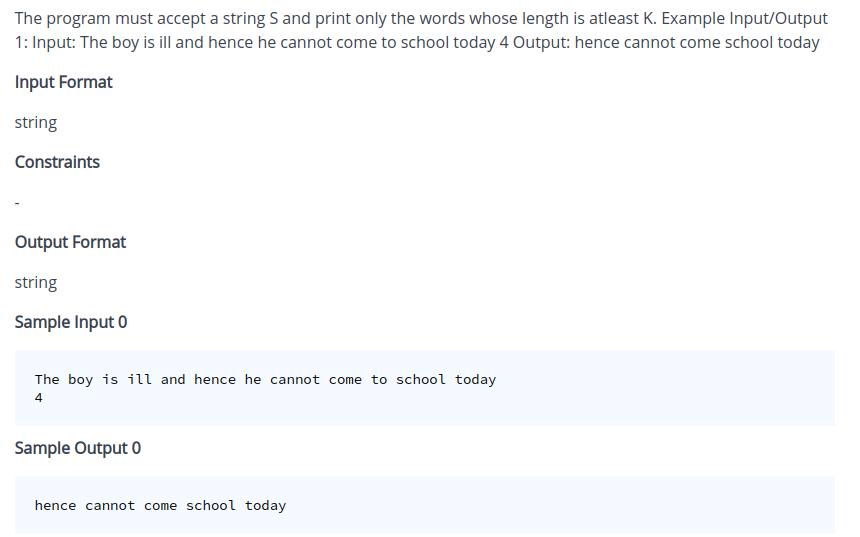 The program must accept a string S and print only the words whose length is atleast K. Example Input/Output
1: Input: The boy is ill and hence he cannot come to school today 4 Output: hence cannot come school today
Input Format
string
Constraints
-
Output Format
string
Sample Input 0
The boy is ill and hence he cannot come to school today
4
Sample Output 0
hence cannot come school today